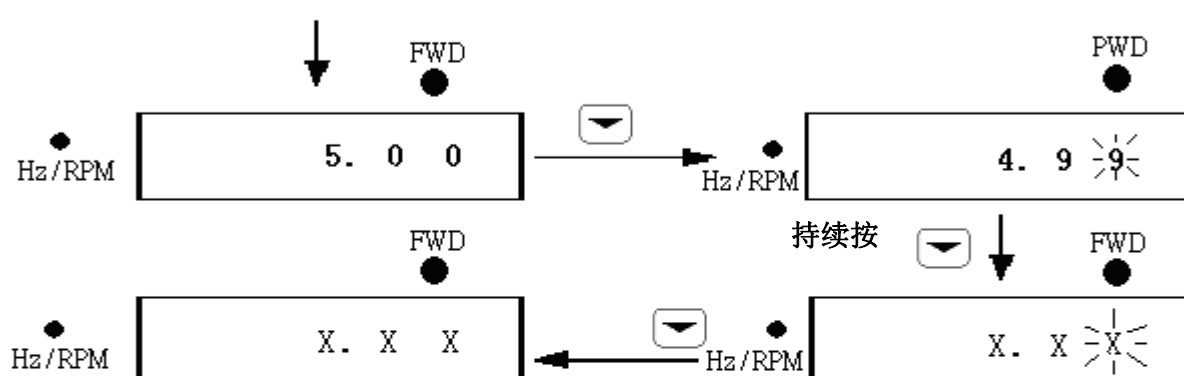 FWD
PWD
Hz/RPM
5. 0 0
Hz/RPM
4. 9 9
持续按
FWD
FWD
Hz/RPM
X. X X
Hz/RPM
X. X X